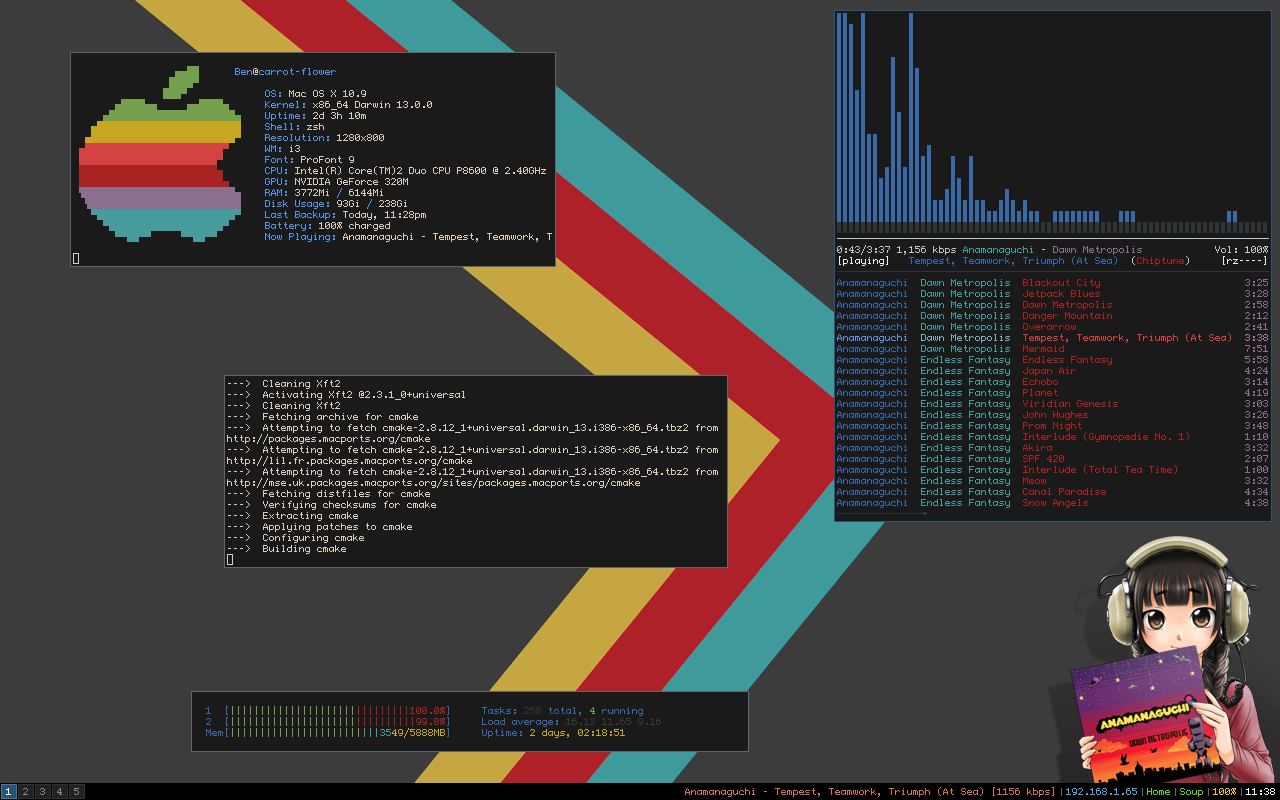 Ben@carrot-flower
OS: Mac OS X 10.9
Kernel: x86_64 Darwin 13.0.0
Uptime: 2d 3h 10m
Shell: zsh
Resolution: 1280x800
WM: i3
Font: ProFont 9
CPU: Intel(R) Core(TM)2 Duo CPU P8600 @ 2.40GHz
GPU: NVIDIA GeForce 320M
RAM: 3772Mi / 6144Mi
Disk Usage: 93Gi / 238Gi
Last Backup: Today, 11:28pm
Battery: 100% charged
Now Playing: Anamanaguchi - Tempest, Teamwork, T
0:43/3:37 1,156 kbps Anamanaguchi - Dawn Metropolis Vol: 100%
[playing] Tempest, Teamwork, Triumph (At Sea) (Chiptune) [rz----]
Anamanaguchi Dawn Metropolis Blackout City 3:25
Anamanaguchi Dawn Metropolis Jetpack Blues 3:28
Anamanaguchi Dawn Metropolis Dawn Metropolis 2:58
Anamanaguchi Dawn Metropolis Danger Mountain 2:12
Anamanaguchi Dawn Metropolis Overarrow 2:41
Anamanaguchi Dawn Metropolis Tempest, Teamwork, Triumph (At Sea) 3:38
Anamanaguchi Dawn Metropolis Mermaid 7:51
Anamanaguchi Endless Fantasy Endless Fantasy 5:58
Anamanaguchi Endless Fantasy Japan Air 4:24
Anamanaguchi Endless Fantasy Echobo 3:14
Anamanaguchi Endless Fantasy Planet 4:19
Anamanaguchi Endless Fantasy Viridian Genesis 3:03
Anamanaguchi Endless Fantasy John Hughes 3:26
Anamanaguchi Endless Fantasy Prom Night 3:48
Anamanaguchi Endless Fantasy Interlude (Gymnopedie No. 1) 1:10
Anamanaguchi Endless Fantasy Akira 3:32
Anamanaguchi Endless Fantasy SPF 420 2:07
Anamanaguchi Endless Fantasy Interlude (Total Tea Time) 1:00
Anamanaguchi Endless Fantasy Meow 3:32
Anamanaguchi Endless Fantasy Canal Paradise 4:34
Anamanaguchi Endless Fantasy Snow Angels 4:38
---> Cleaning Xft2
---> Activating Xft2 @2.3.1_0+universal
---> Cleaning Xft2
---> Fetching archive for cmake
---> Attempting to fetch cmake-2.8.12_1+universal.darwin_13.i386-x86_64.tbz2 from
http://packages.macports.org/cmake
---> Attempting to fetch cmake-2.8.12_1+universal.darwin_13.i386-x86_64.tbz2 from
http://lil.fr.packages.macports.org/cmake
---> Attempting to fetch cmake-2.8.12_1+universal.darwin_13.i386-x86_64.tbz2 from
http://mse.uk.packages.macports.org/sites/packages.macports.org/cmake
---> Fetching distfiles for cmake
---> Verifying checksums for cmake
---> Extracting cmake
---> Applying patches to cmake
---> Configuring cmake
---> Building cmake
ANAMANAGUCHI
DAWN METROPOLIS
1 [||||||||||||||||||||||||||||||100.0%] Tasks: 258 total, 4 running
2 [||||||||||||||||||||||||||||||99.8%] Load average: 16.13 11.65 9.16
Mem[|||||||||||||||||||||||||3549/5888MB] Uptime: 2 days, 02:18:51
1 2 3 4 5 Anamanaguchi - Tempest, Teamwork, Triumph (At Sea) [1156 kbps] | 192.168.1.65 | Home | Soup | 100% | 11:38